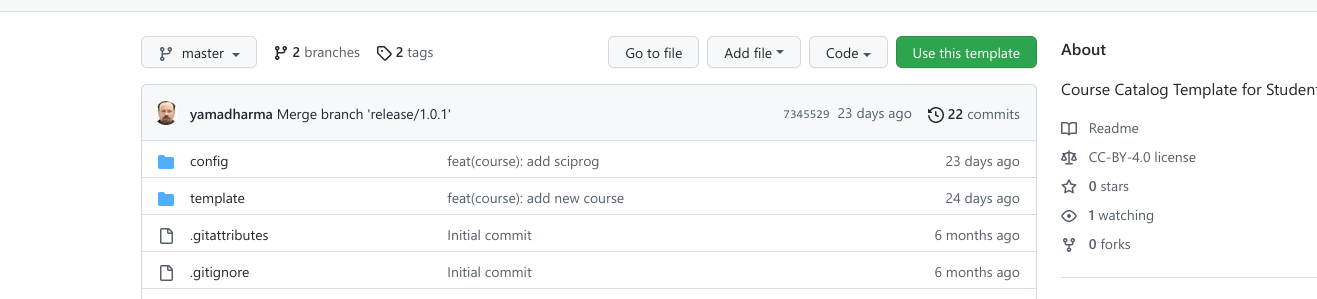 master 2 branches 2 tags Go to file Add file Code Use this template
About
Course Catalog Template for Studen
yamadharma Merge branch 'release/1.0.1' 7345529 23 days ago 22 commits
Readme
config feat(course): add sciprog 23 days ago
CC-BY-4.0 license
0 stars
template feat(course): add new course 24 days ago
1 watching
.gitattributes Initial commit 6 months ago
0 forks
.gitignore Initial commit 6 months ago